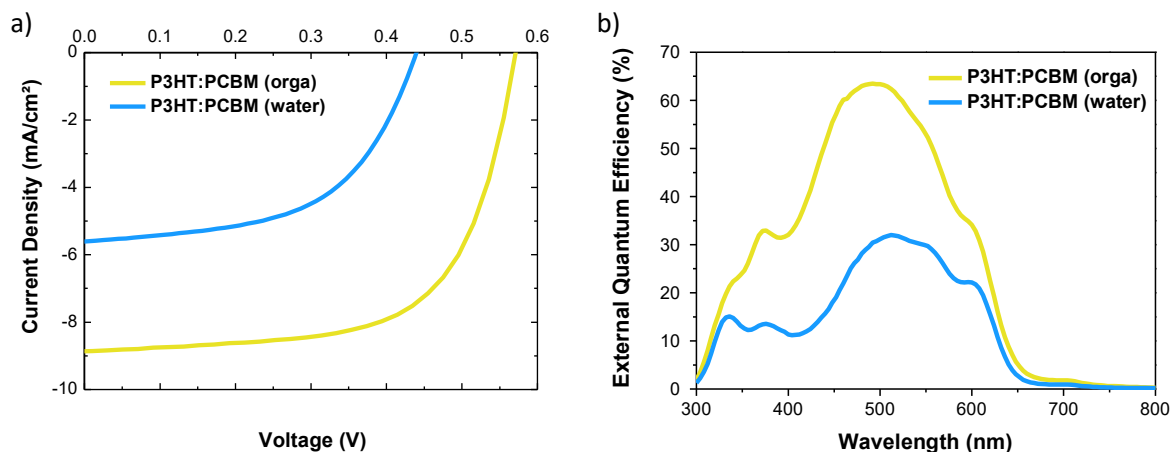 a)
0.0 0.1 0.2 0.3 0.4 0.5 0.6
0
-2
-4
-6
-8
-10
Current Density (mA/cm²)
P3HT:PCBM (orga)
P3HT:PCBM (water)
Voltage (V)
b)
70
60
50
40
30
20
10
0
External Quantum Efficiency (%)
P3HT:PCBM (orga)
P3HT:PCBM (water)
300 400 500 600 700 800
Wavelength (nm)